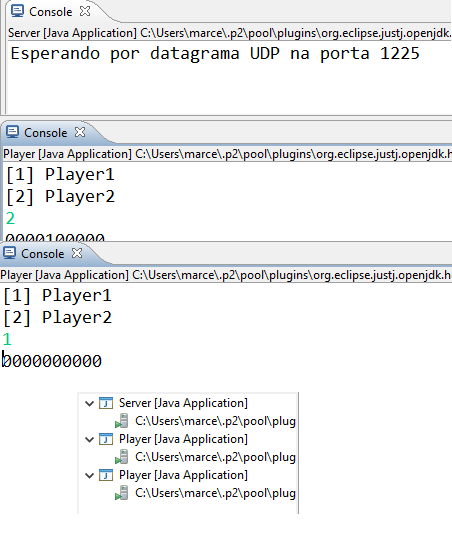 Console
Server [Java Application] C:\Users\marce\.p2\pool\plugins\org.eclipse.justj.openjdk.
Esperando por datagrama UDP na porta 1225
Console
Player [Java Application] C:\Users\marce\.p2\pool\plugins\org.eclipse.justj.openjdk.h
[1] Player1
[2] Player2
2
0000100000
Console
Player [Java Application] C:\Users\marce\.p2\pool\plugins\org.eclipse.justj.openjdk.h
[1] Player1
[2] Player2
1
0000000000
Server [Java Application]
C:\Users\marce\.p2\pool\plug
Player [Java Application]
C:\Users\marce\.p2\pool\plug
Player [Java Application]
C:\Users\marce\.p2\pool\plug